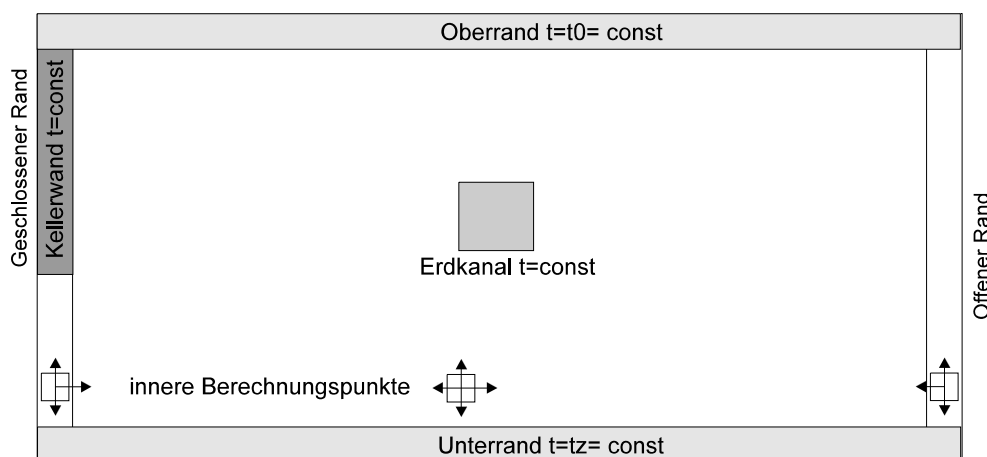 Oberrand t=t0= const
Geschlossener Rand
Kellerwand t=const
Erdkanal t=const
Offener Rand
innere Berechnungspunkte
Unterrand t=tz= const